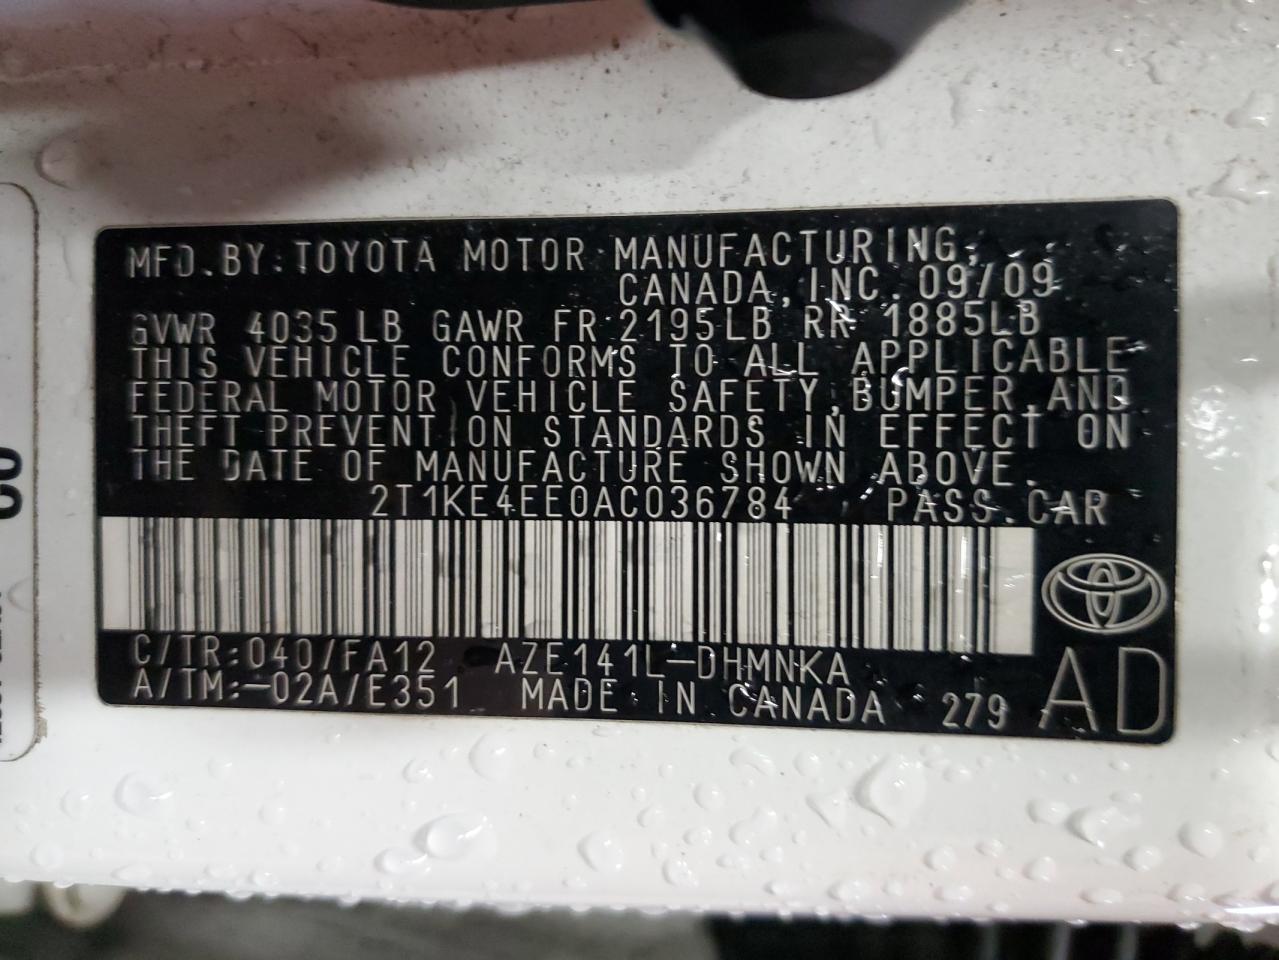 MFD.BY:TOYOTA MOTOR MANUFACTURING,
CANADA,INC. 09/09
GVWR 4035LB GAWR FR 2195LB RR 1885LB
THIS VEHICLE CONFORMS TO ALL APPLICABLE
FEDERAL MOTOR VEHICLE SAFETY,BUMPER,AND
THEFT PREVENTION STANDARDS IN EFFECT ON
THE DATE OF MANUFACTURE SHOWN ABOVE.
2T1KE4EE0AC036784 PASS.CAR
C/TR:040/FA12 AZE141L-DHMNKA
A/TM:-02A/E351 MADE IN CANADA 279 AD